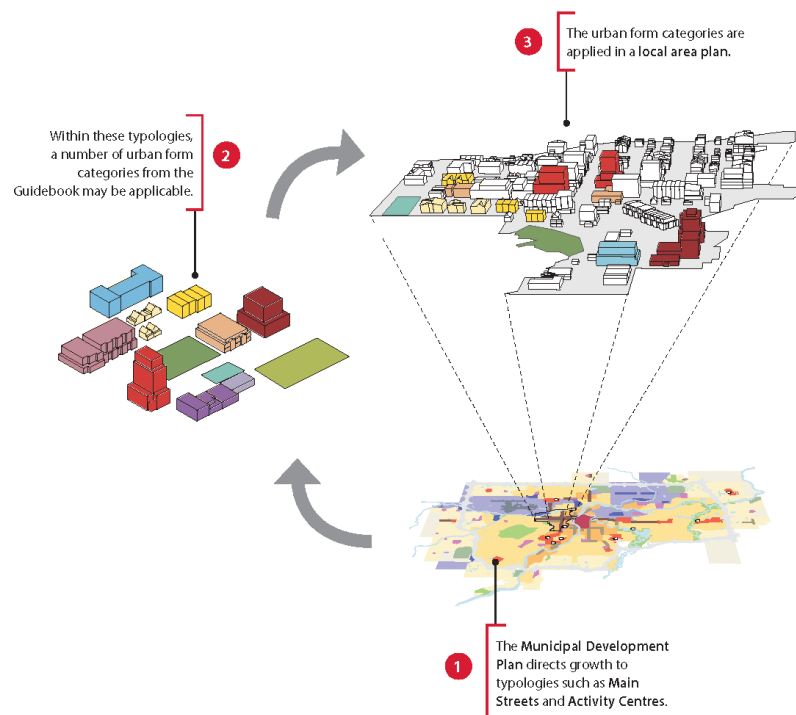 3
The urban form categories are
applied in a local area plan.
Within these typologies,
a number of urban form
categories from the
Guidebook may be applicable.
2
1
The Municipal Development
Plan directs growth to
typologies such as Main
Streets and Activity Centres.